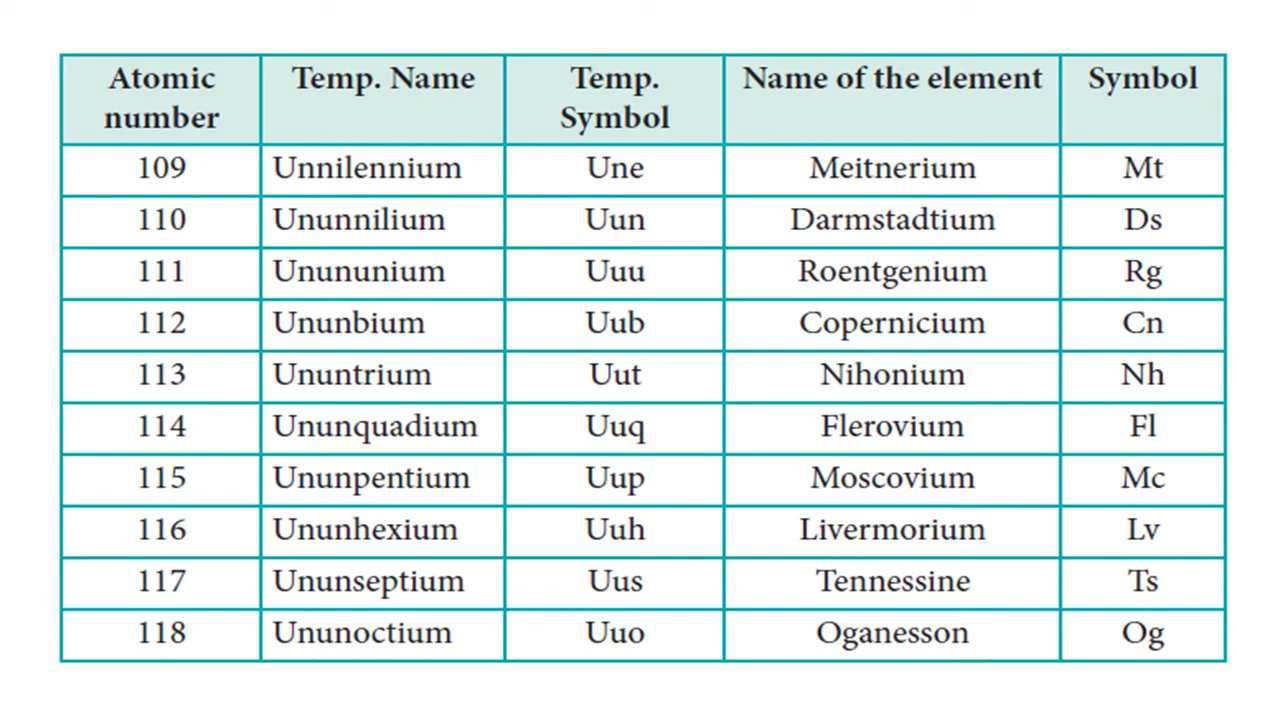 Atomic number Temp. Name Temp. Symbol Name of the element Symbol
109 Unnilennium Une Meitnerium Mt
110 Ununnilium Uun Darmstadtium Ds
111 Unununium Uuu Roentgenium Rg
112 Ununbium Uub Copernicium Cn
113 Ununtrium Uut Nihonium Nh
114 Ununquadium Uuq Flerovium Fl
115 Ununpentium Uup Moscovium Mc
116 Ununhexium Uuh Livermorium Lv
117 Ununseptium Uus Tennessine Ts
118 Ununoctium Uuo Oganesson Og